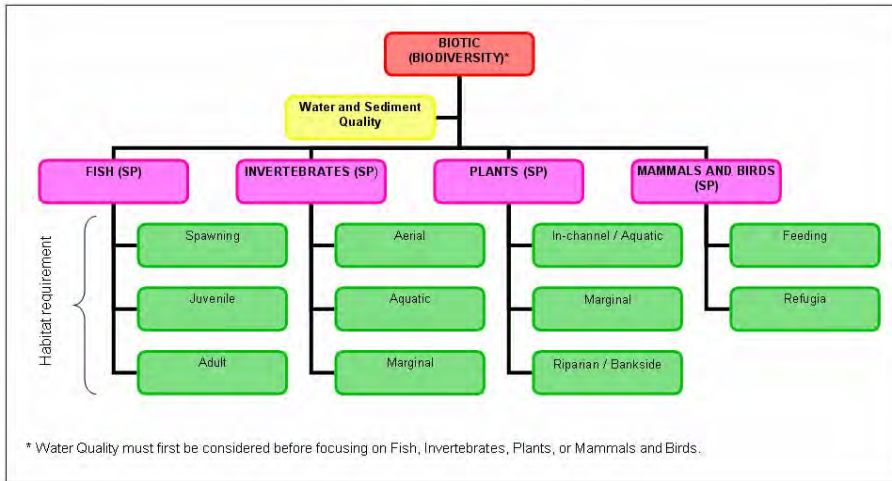 BIOTIC
(BIODIVERSITY)*
Water and Sediment
Quality
FISH (SP)
INVERTEBRATES (SP)
PLANTS (SP)
MAMMALS AND BIRDS
(SP)
Habitat requirement
Spawning
Aerial
In-channel / Aquatic
Feeding
Juvenile
Aquatic
Marginal
Refugia
Adult
Marginal
Riparian / Bankside
* Water Quality must first be considered before focusing on Fish, Invertebrates, Plants, or Mammals and Birds.